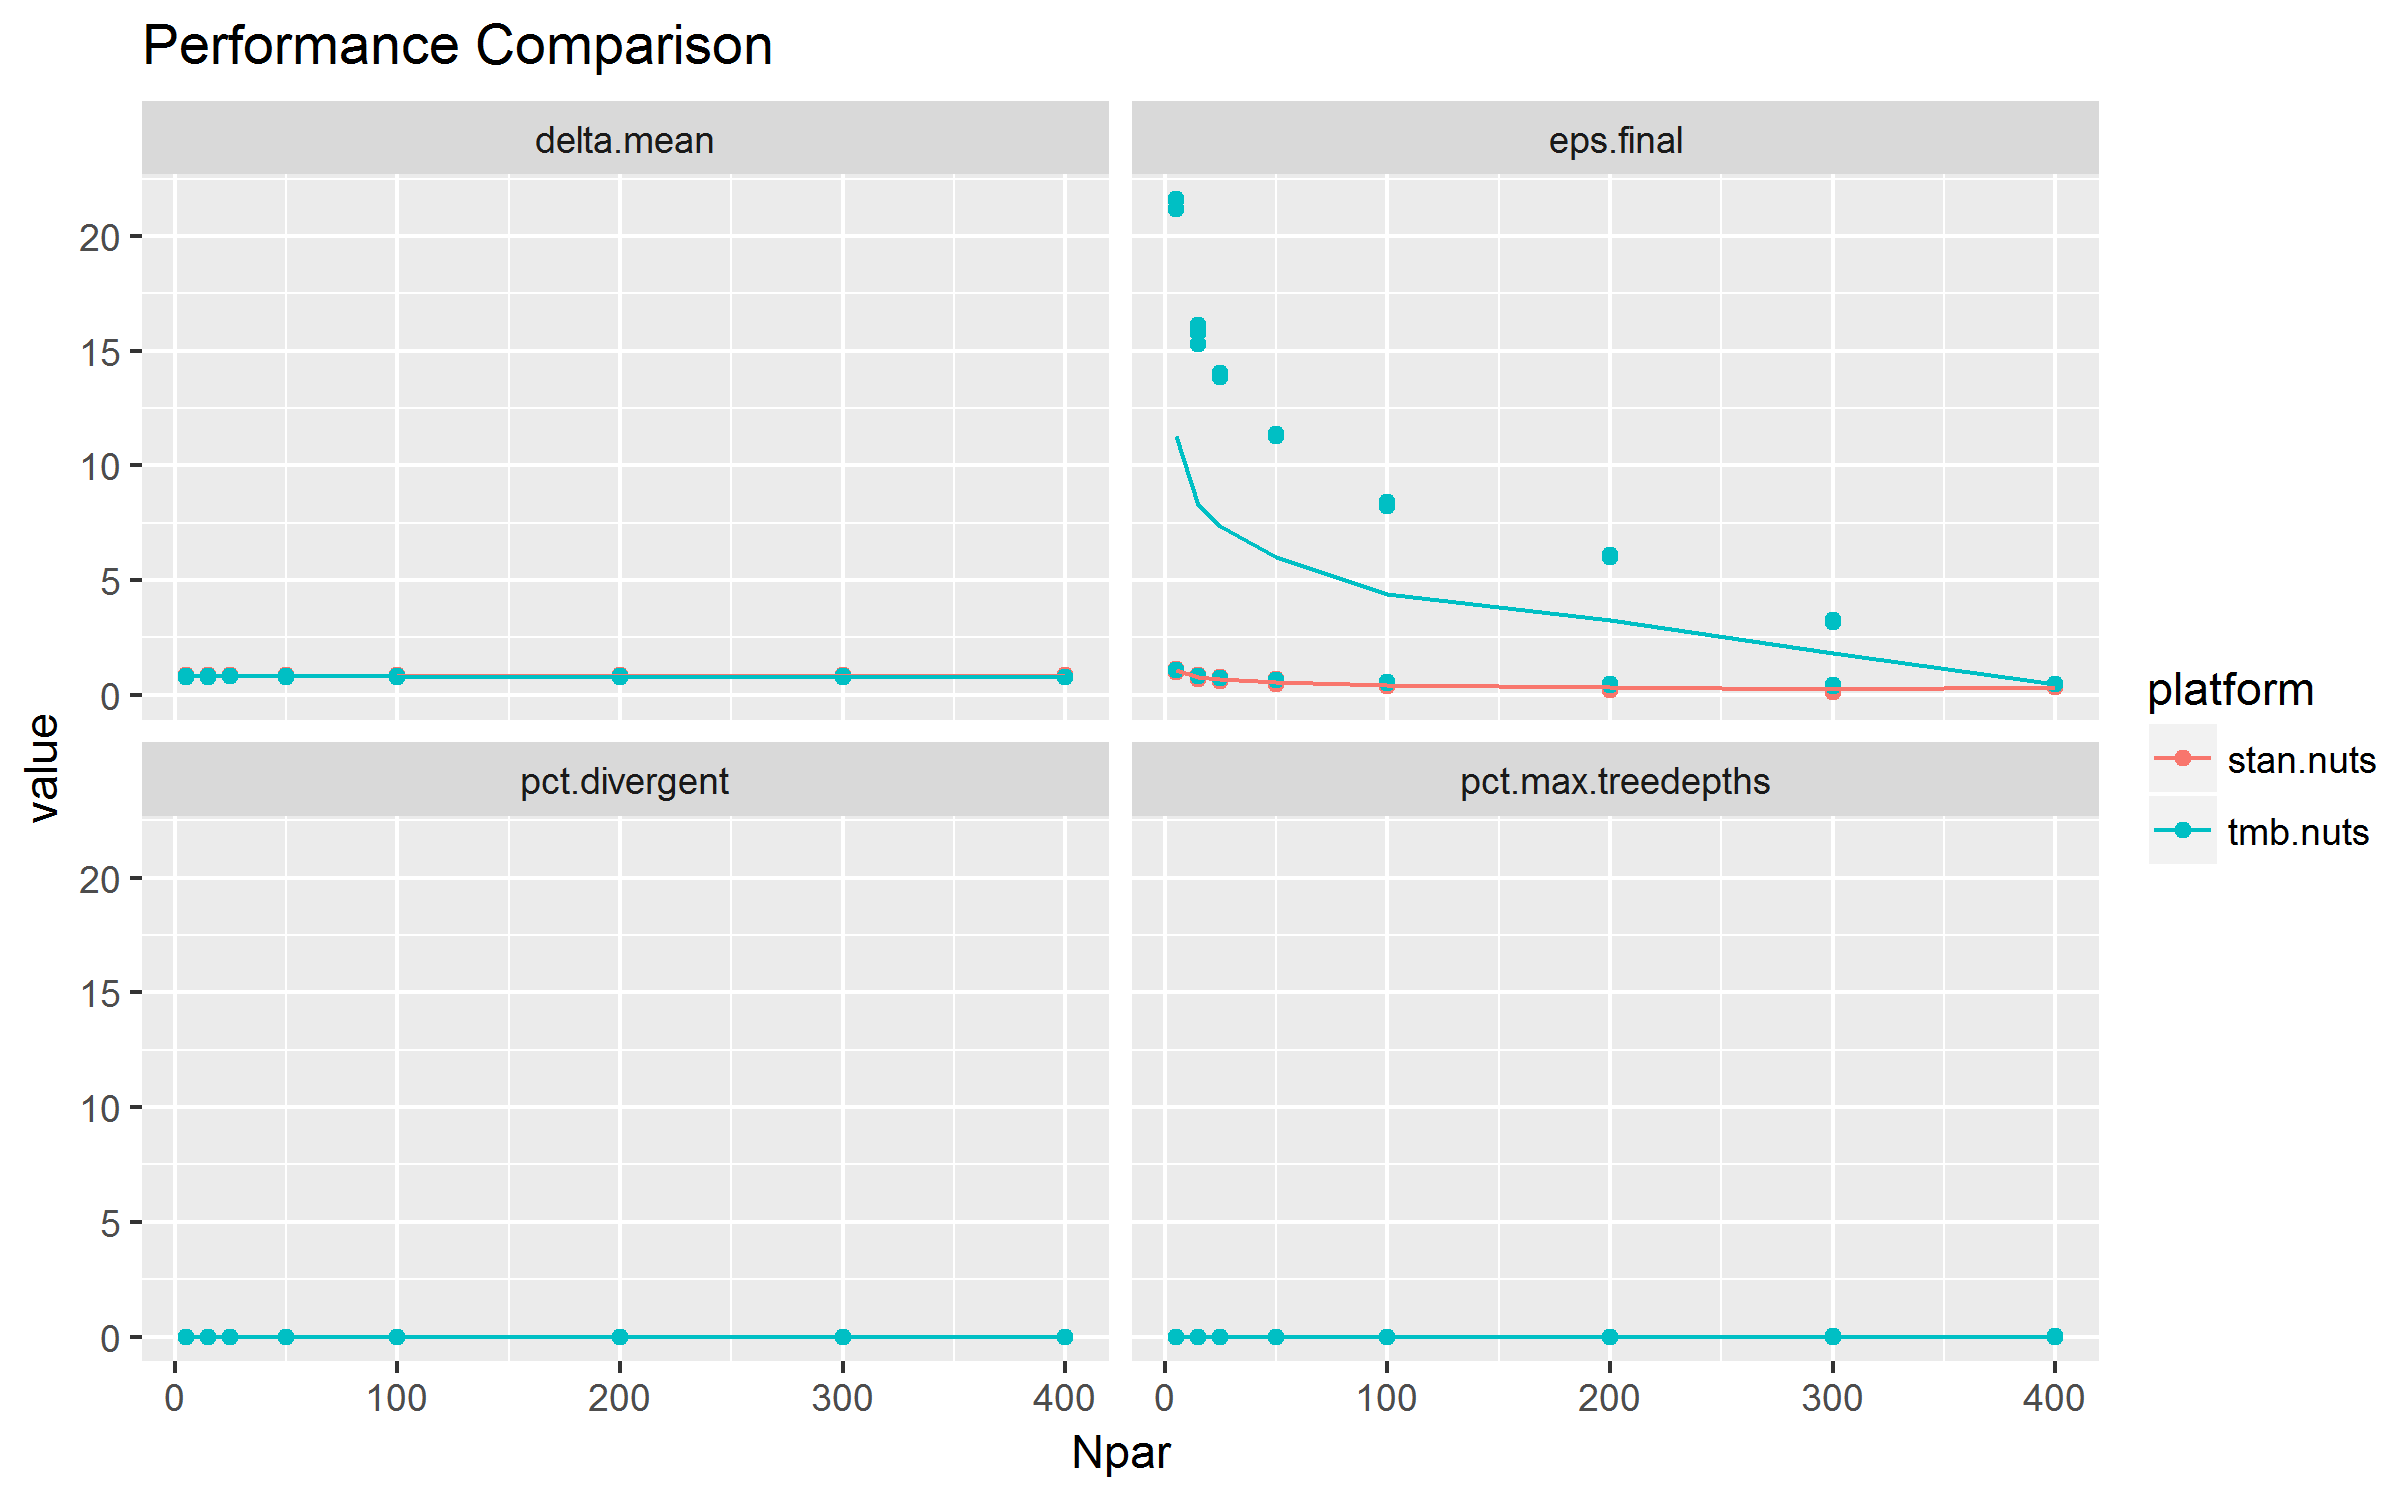 Performance Comparison
delta.mean
eps.final
20
15
10
5
0
pct.divergent
pct.max.treedepths
20
15
10
5
0
0 100 200 300 400
0 100 200 300 400
Npar
value
platform
stan.nuts
tmb.nuts